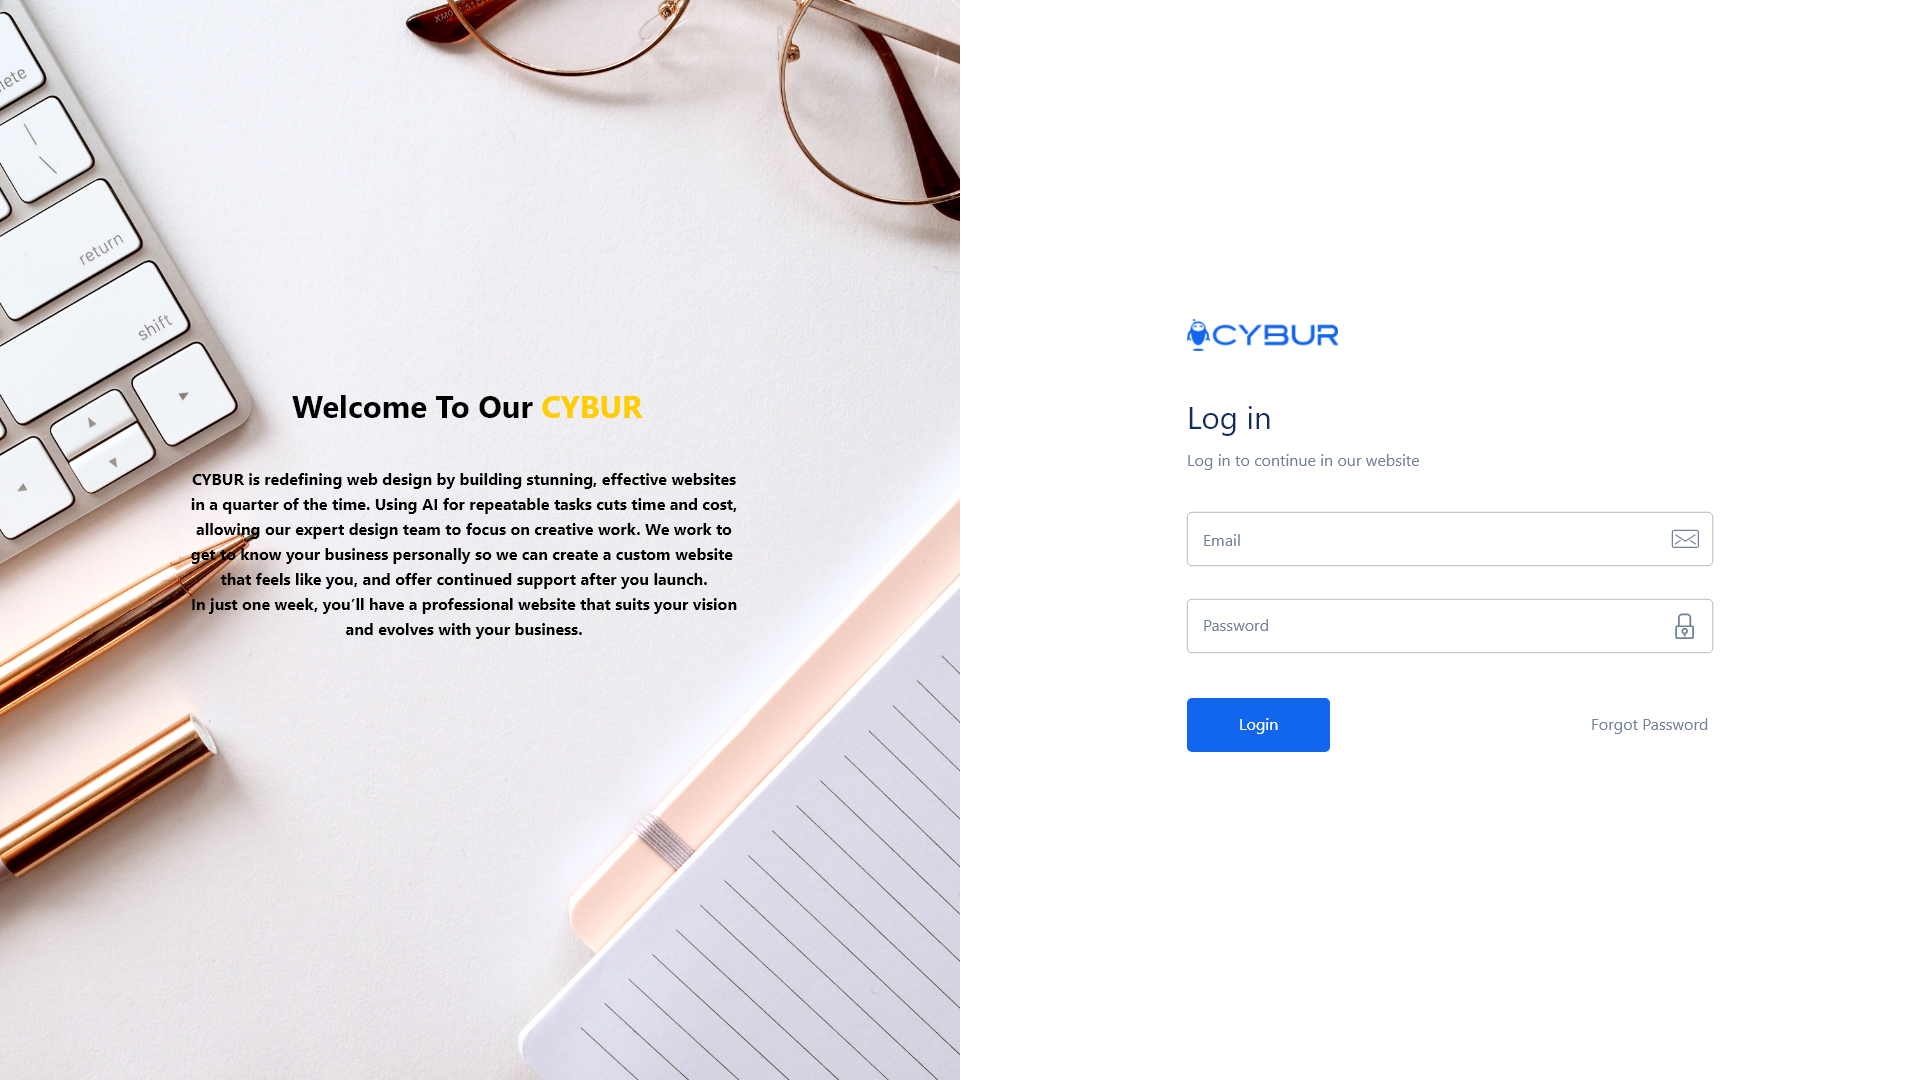 lete
return
shift
Welcome To Our CYBUR
CYBUR is redefining web design by building stunning, effective websites
in a quarter of the time. Using AI for repeatable tasks cuts time and cost,
allowing our expert design team to focus on creative work. We work to
get to know your business personally so we can create a custom website
that feels like you, and offer continued support after you launch.
In just one week, you’ll have a professional website that suits your vision
and evolves with your business.
CYBUR
Log in
Log in to continue in our website
Email
Password
Login
Forgot Password